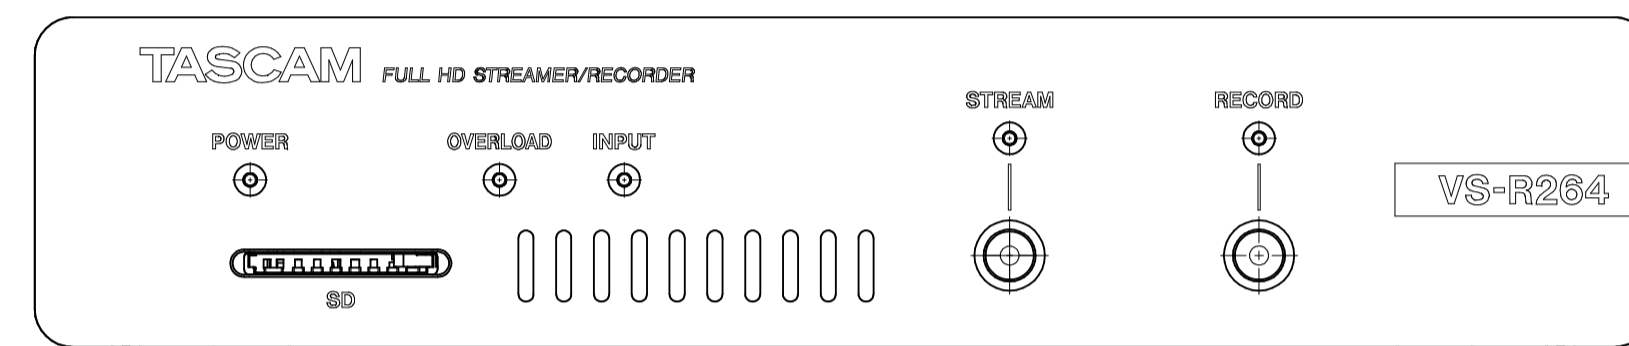 TASCAM FULL HD STREAMER/RECORDER
STREAM RECORD
POWER OVERLOAD INPUT
VS-R264
SD